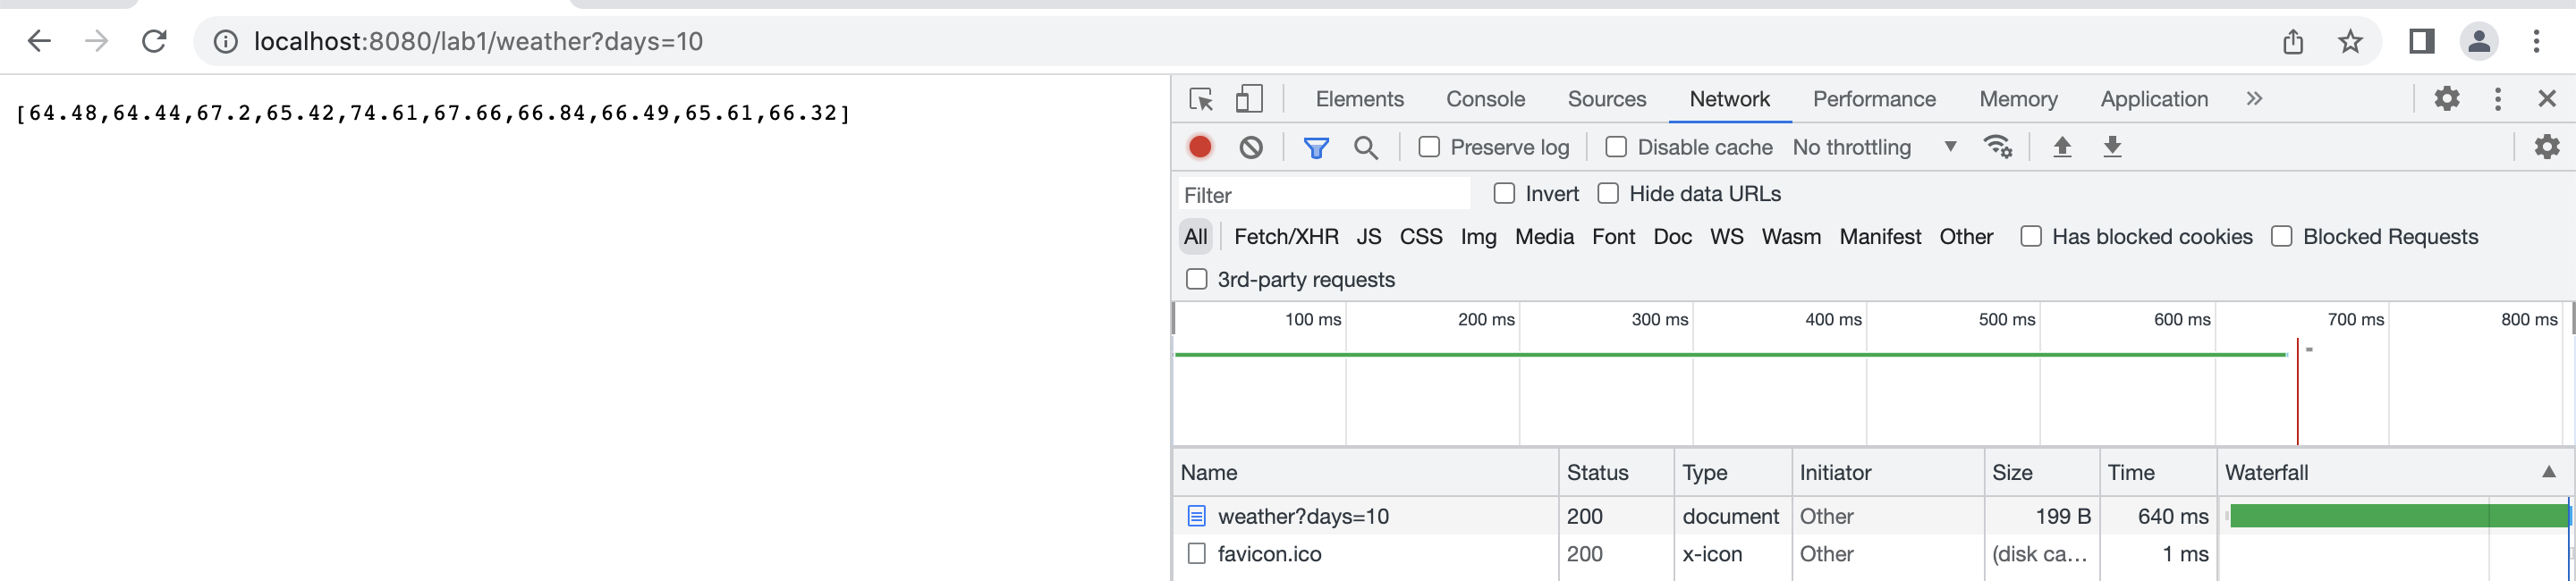 localhost:8080/lab1/weather?days=10
[64.48,64.44,67.2,65.42,74.61,67.66,66.84,66.49,65.61,66.32]
Elements Console Sources Network Performance Memory Application
Preserve log Disable cache No throttling
Filter Invert Hide data URLs
All Fetch/XHR JS CSS Img Media Font Doc WS Wasm Manifest Other Has blocked cookies Blocked Requests
3rd-party requests
100 ms 200 ms 300 ms 400 ms 500 ms 600 ms 700 ms 800 ms
Name Status Type Initiator Size Time Waterfall
weather?days=10 200 document Other 199 B 640 ms
favicon.ico 200 x-icon Other (disk ca... 1 ms